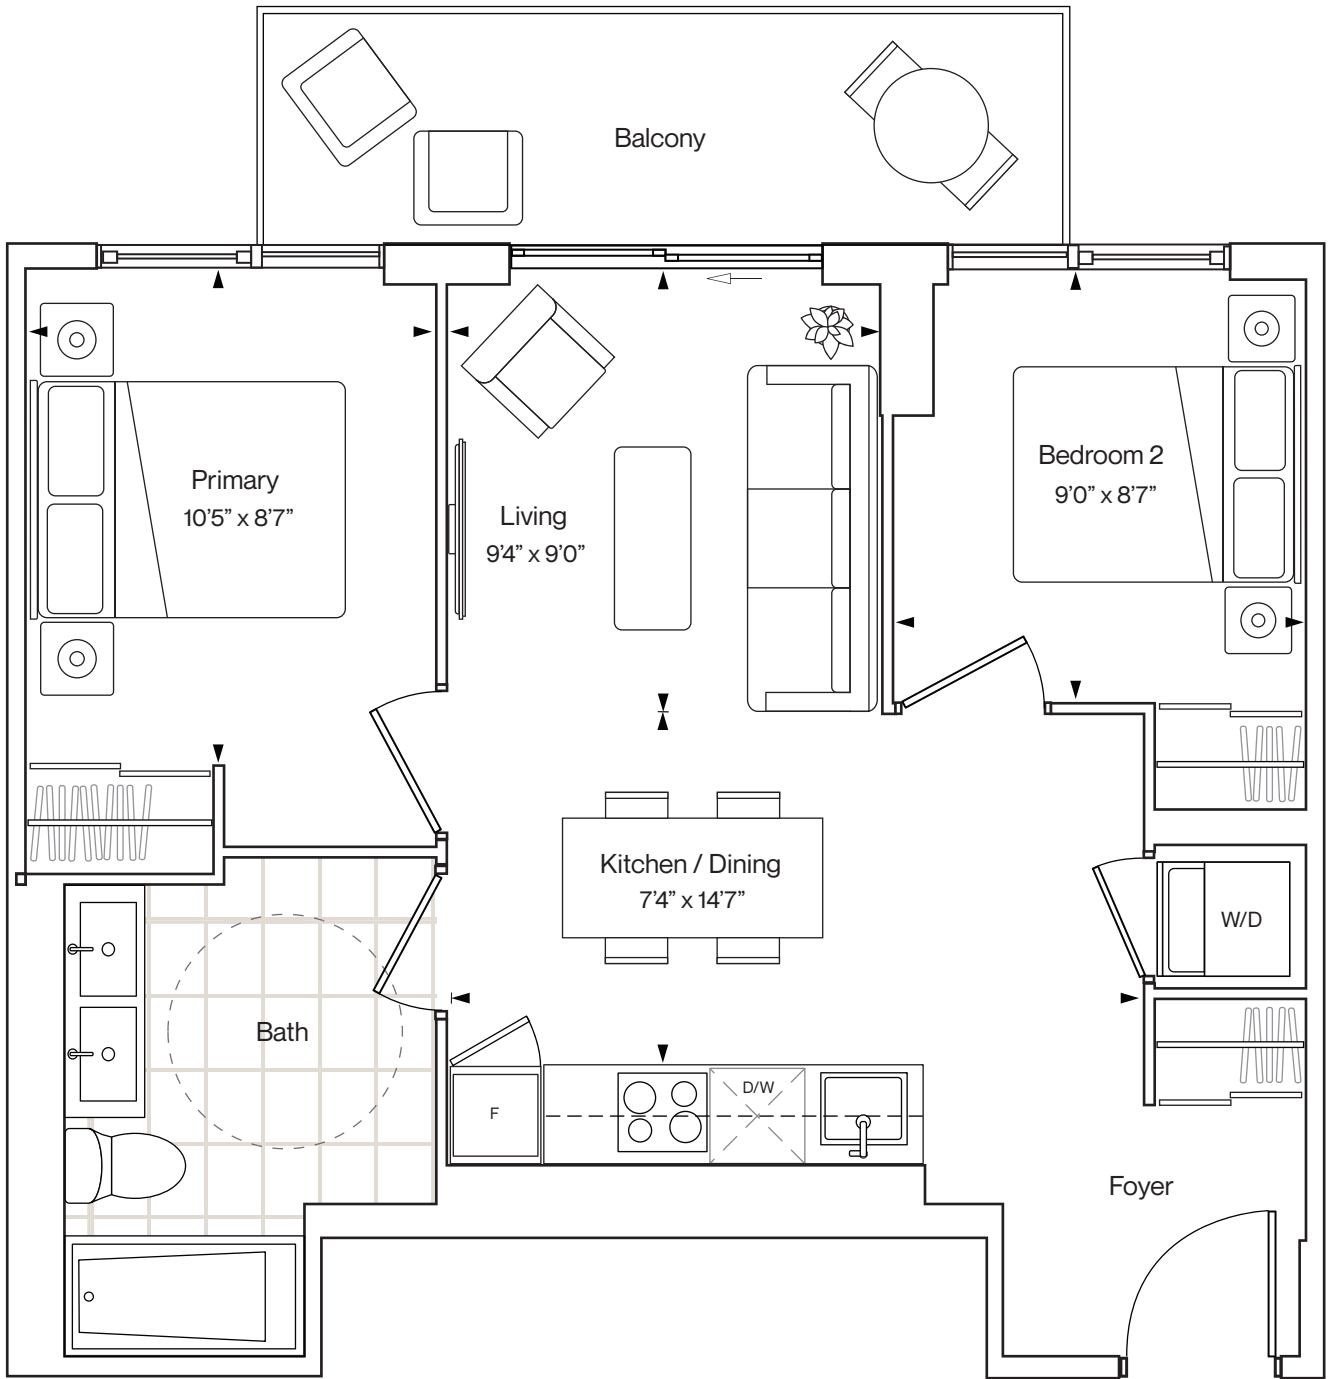 Balcony
Primary
10'5” x 8'7”
Living
9'4” x 9'0”
Bedroom 2
9'0” x 8'7”
Kitchen / Dining
7'4” x 14'7”
W/D
Bath
F
D/W
Foyer